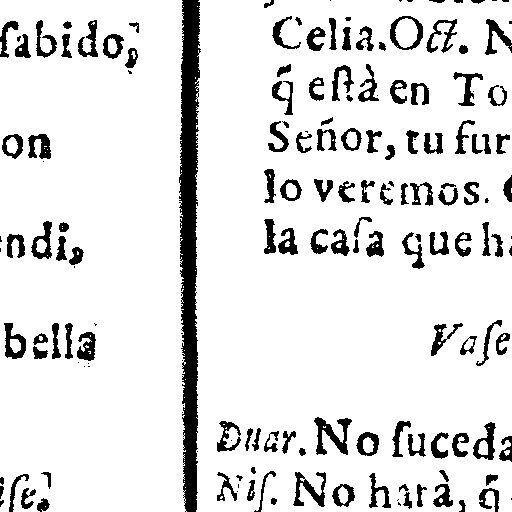 ſabido,
on
endi,
bella
iſe.
Celia. Oct. N
q̃ eſtà en To
Señor, tu fur
lo veremos.
la caſa que ha
Vaſe
Duar. No ſuceda
Niſ. No harà, q̃